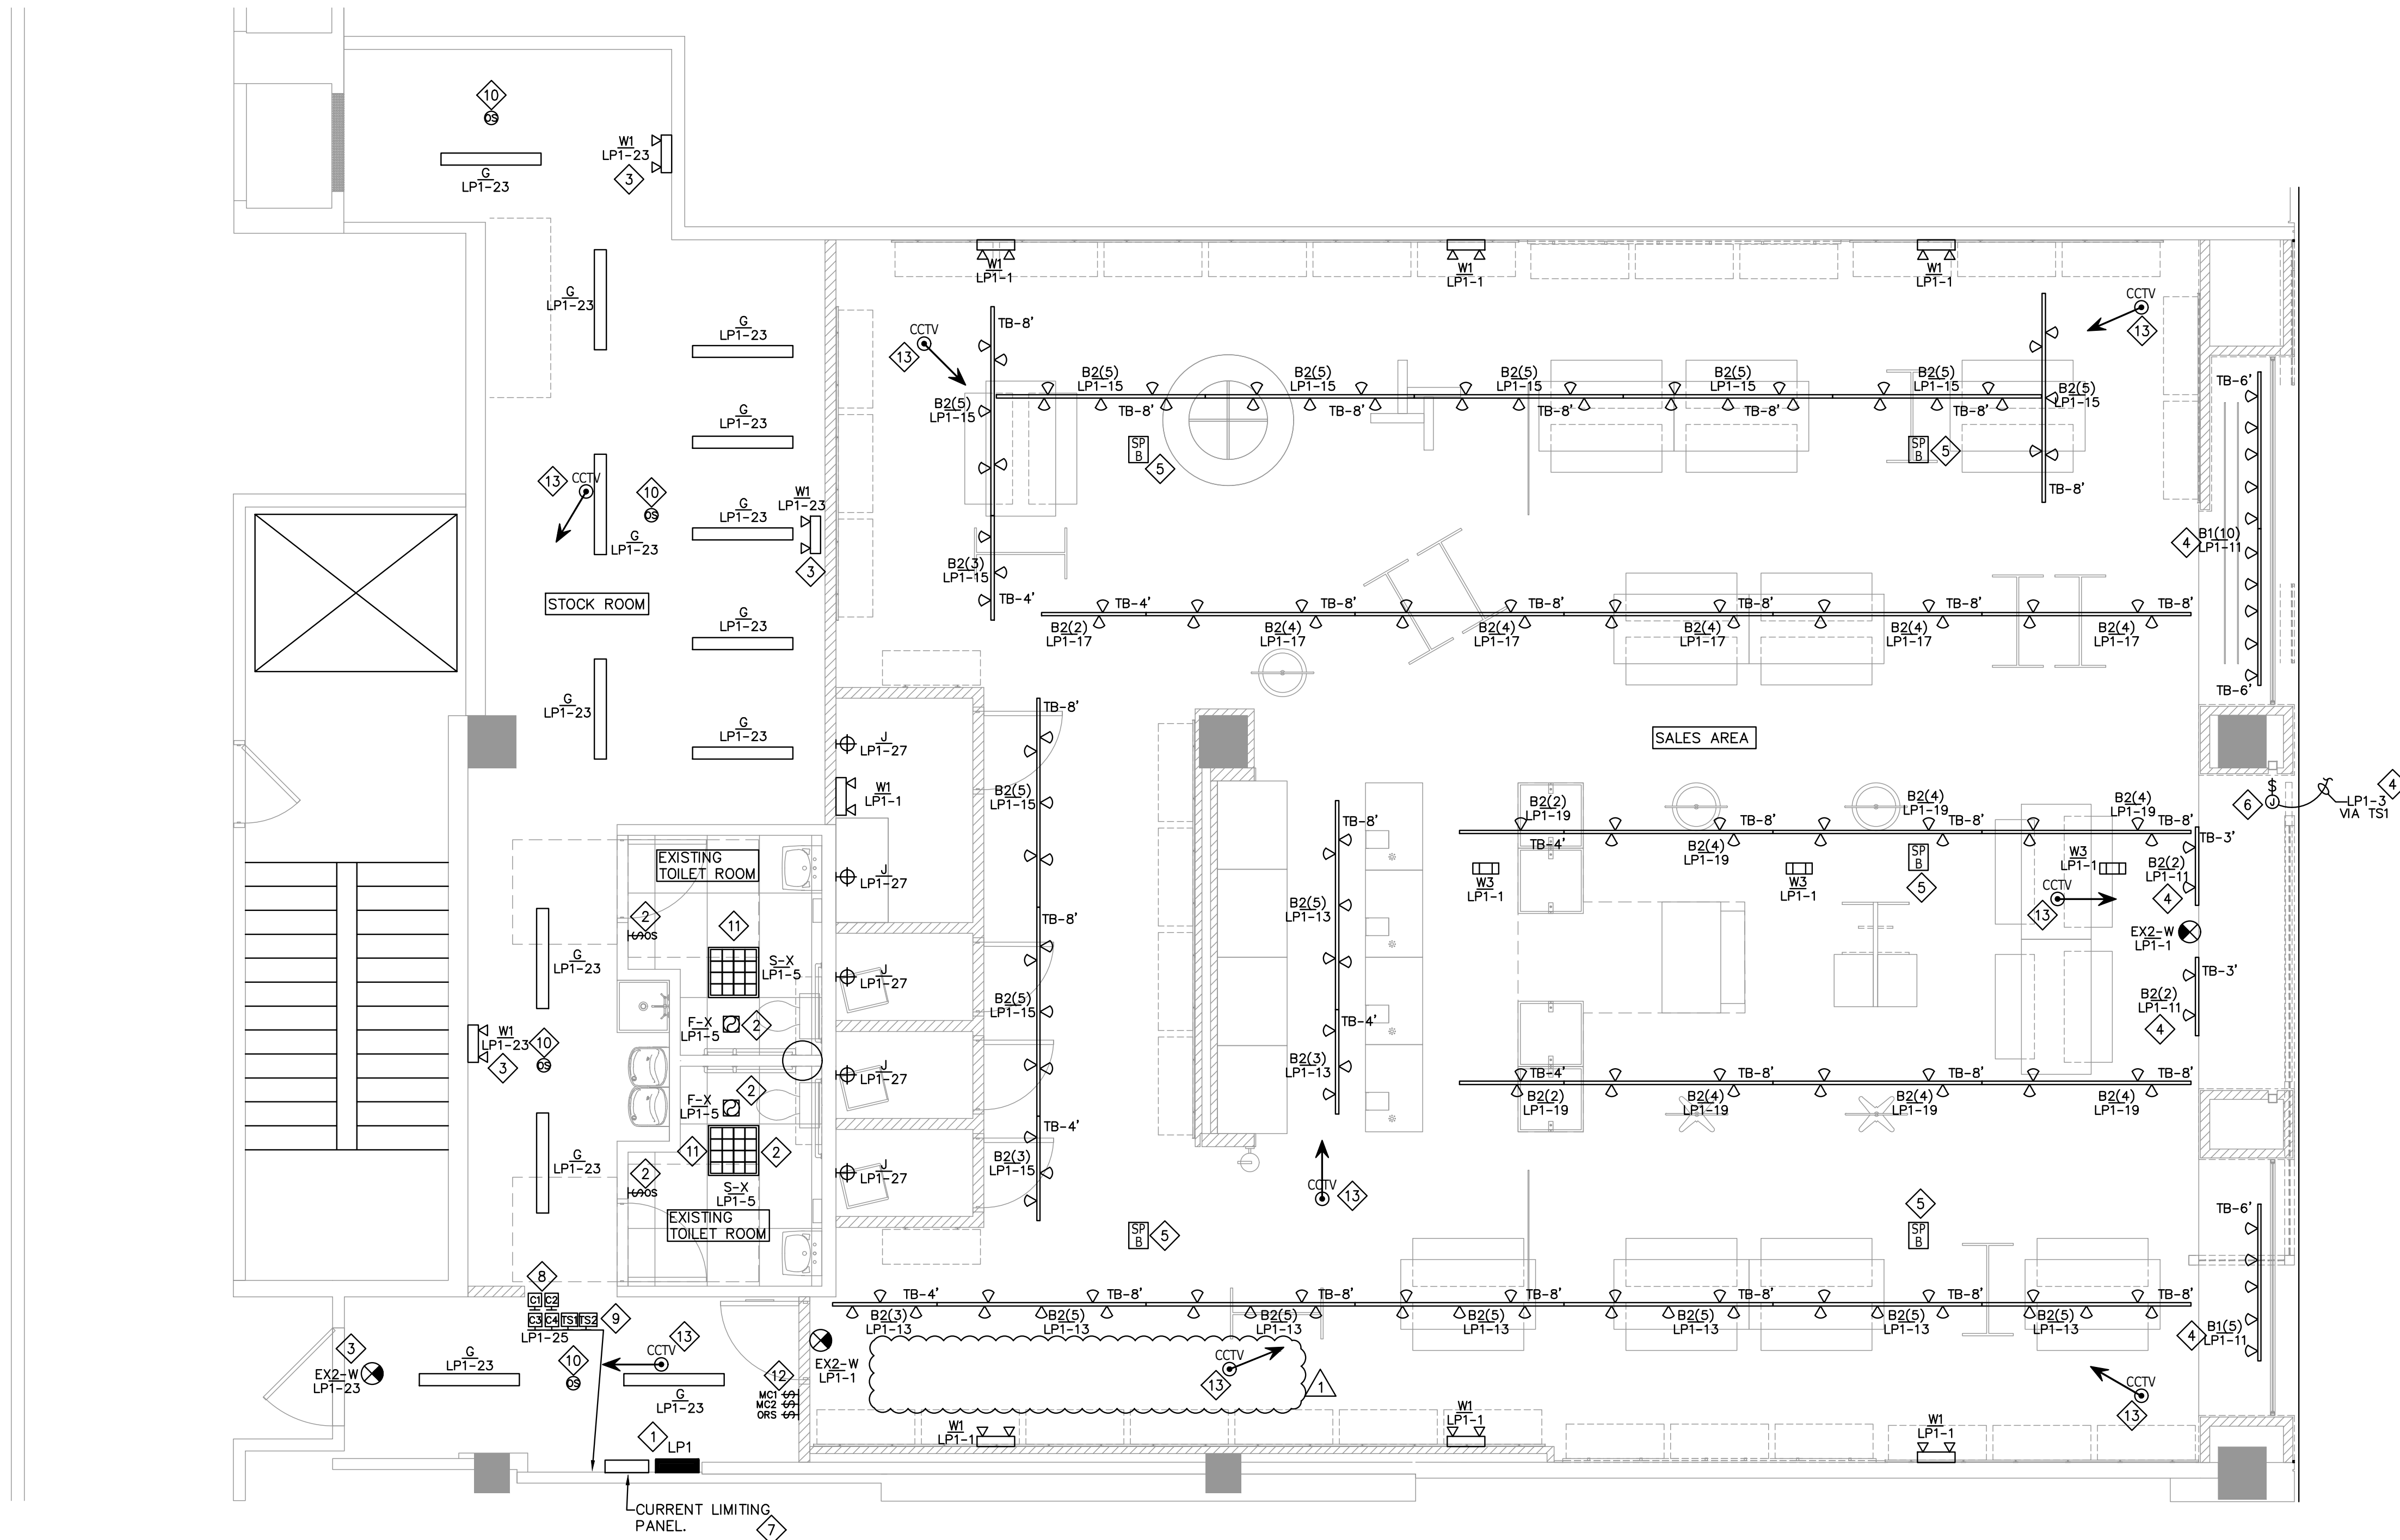 10
OS
W1
LP1-23
3
G
LP1-23
W1
LP1-1
W1
LP1-1
W1
LP1-1
CCTV
13
G
LP1-23
G
LP1-23
CCTV
13
TB-8'
B2(5)
LP1-15
TB-8'
B2(5)
LP1-15
TB-8'
B2(5)
LP1-15
TB-8'
B2(5)
LP1-15
TB-8'
B2(5)
LP1-15
TB-8'
B2(5)
LP1-15
B2(5)
LP1-15
TB-8'
TB-6'
G
LP1-23
SP
B
5
SP
B
5
13
CCTV
10
OS
G
LP1-23
W1
LP1-23
3
G
LP1-23
4
B1(10)
LP1-11
B2(3)
LP1-15
TB-4'
TB-4'
TB-8'
TB-8'
TB-8'
TB-8'
TB-8'
B2(2)
LP1-17
B2(4)
LP1-17
B2(4)
LP1-17
B2(4)
LP1-17
B2(4)
LP1-17
B2(4)
LP1-17
STOCK ROOM
G
LP1-23
TB-6'
G
LP1-23
G
LP1-23
J
LP1-27
TB-8'
SALES AREA
W1
LP1-1
B2(5)
LP1-15
$
J
6
4
LP1-3
VIA TS1
B2(2)
LP1-19
B2(4)
LP1-19
B2(4)
LP1-19
TB-8'
TB-8'
TB-8'
TB-8'
TB-3'
TB-4'
B2(4)
LP1-19
EXISTING
TOILET ROOM
J
LP1-27
W3
LP1-1
W3
LP1-1
SP
B
5
W3
LP1-1
B2(2)
LP1-11
4
CCTV
13
2
OS
11
TB-8'
B2(5)
LP1-13
EX2-W
LP1-1
G
LP1-23
S-X
LP1-5
J
LP1-27
TB-3'
B2(2)
LP1-11
4
B2(5)
LP1-15
W1
LP1-23
3
10
OS
F-X
LP1-5
2
TB-4'
B2(3)
LP1-13
J
LP1-27
F-X
LP1-5
2
TB-4'
TB-8'
TB-8'
TB-8'
B2(2)
LP1-19
B2(4)
LP1-19
B2(4)
LP1-19
B2(4)
LP1-19
TB-4'
B2(3)
LP1-15
11
2
G
LP1-23
2
OS
S-X
LP1-5
J
LP1-27
EXISTING
TOILET ROOM
CCTV
13
SP
B
5
5
SP
B
TB-6'
8
C1 C2
C3 C4 TS1 TS2
9
LP1-25
TB-4'
TB-8'
TB-8'
TB-8'
TB-8'
TB-8'
TB-8'
B2(3)
LP1-13
B2(5)
LP1-13
B2(5)
LP1-13
B2(5)
LP1-13
B2(5)
LP1-13
B2(5)
LP1-13
B2(5)
LP1-13
4
B1(5)
LP1-11
3
EX2-W
LP1-23
G
LP1-23
10
OS
CCTV
13
G
LP1-23
12
MC1
MC2
ORS
EX2-W
LP1-1
CCTV
13
1
CCTV
13
W1
LP1-1
W1
LP1-1
W1
LP1-1
1
LP1
CURRENT LIMITING
PANEL.
7